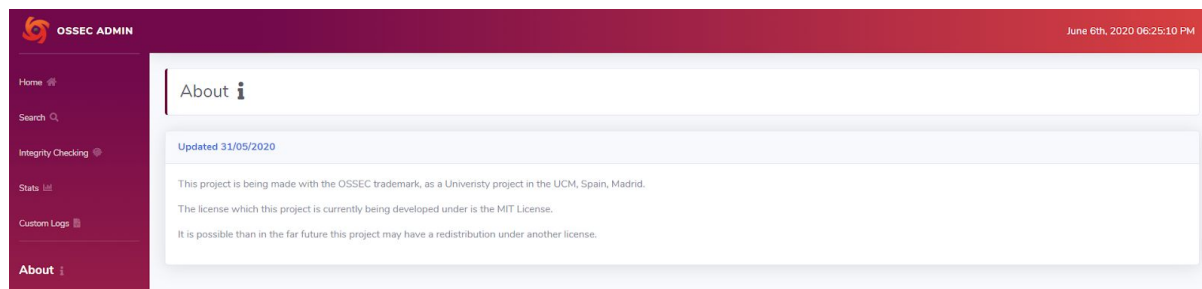 OSSEC ADMIN
June 6th, 2020 06:25:10 PM
Home
Search
Integrity Checking
Stats
Custom Logs
About
About
Updated 31/05/2020
This project is being made with the OSSEC trademark, as a Univeristy project in the UCM, Spain, Madrid.
The license which this project is currently being developed under is the MIT License.
It is possible than in the far future this project may have a redistribution under another license.